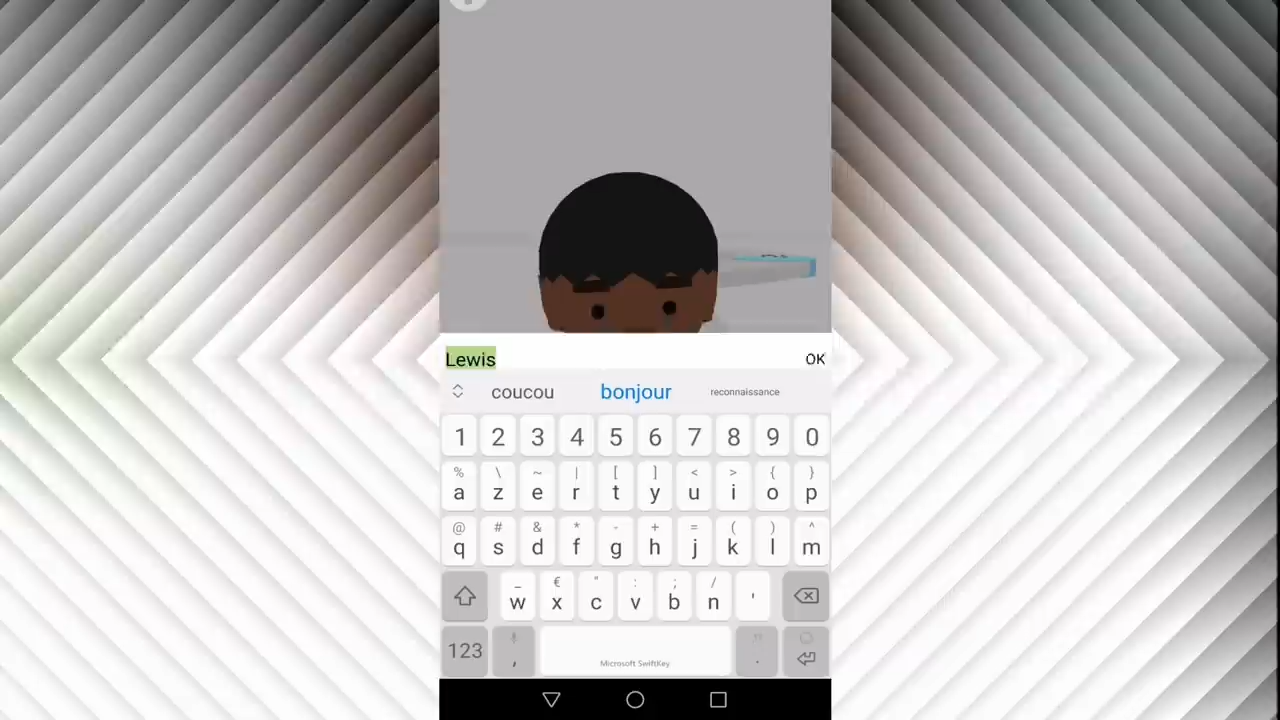 Lewis OK
coucou bonjour reconnaissance
1 2 3 4 5 6 7 8 9 0
% \ ~ | [ ] < > { }
a z e r t y u i o p
@ # & * - + = ( ) ^
q s d f g h j k l m
_ € " : ; /
w x c v b n '
123 , Microsoft SwiftKey .